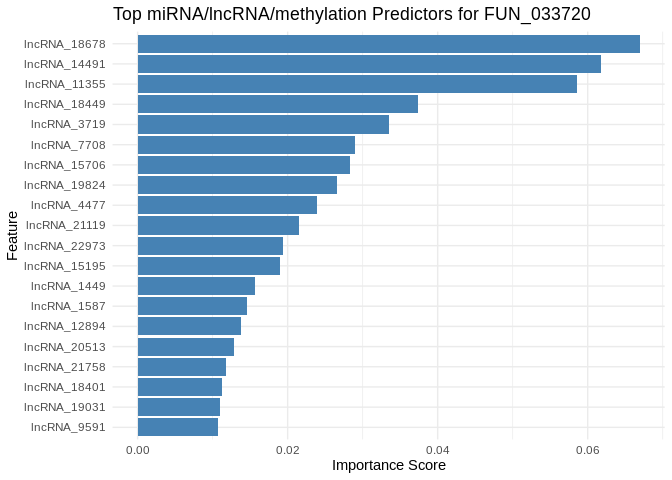 Top miRNA/lncRNA/methylation Predictors for FUN_033720
lncRNA_18678
lncRNA_14491
lncRNA_11355
lncRNA_18449
lncRNA_3719
lncRNA_7708
lncRNA_15706
lncRNA_19824
lncRNA_4477
lncRNA_21119
lncRNA_22973
lncRNA_15195
lncRNA_1449
lncRNA_1587
lncRNA_12894
lncRNA_20513
lncRNA_21758
lncRNA_18401
lncRNA_19031
lncRNA_9591
Feature
0.00 0.02 0.04 0.06
Importance Score